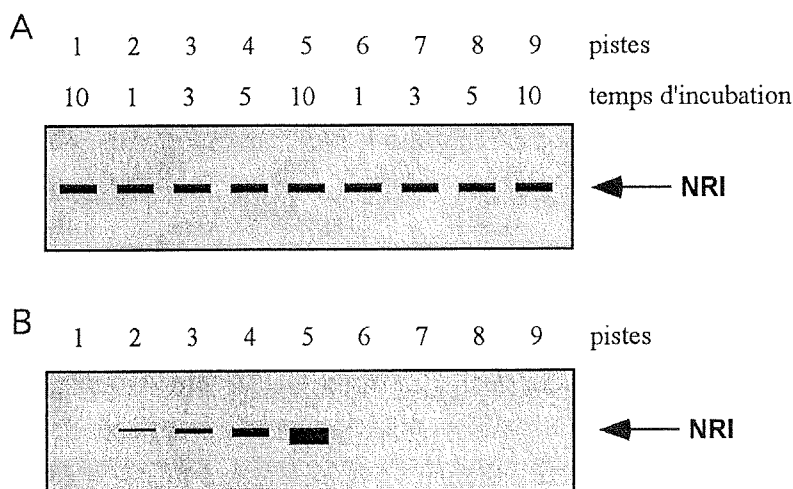 A
1 2 3 4 5 6 7 8 9 pistes
10 1 3 5 10 1 3 5 10 temps d'incubation
NRI
B
1 2 3 4 5 6 7 8 9 pistes
NRI